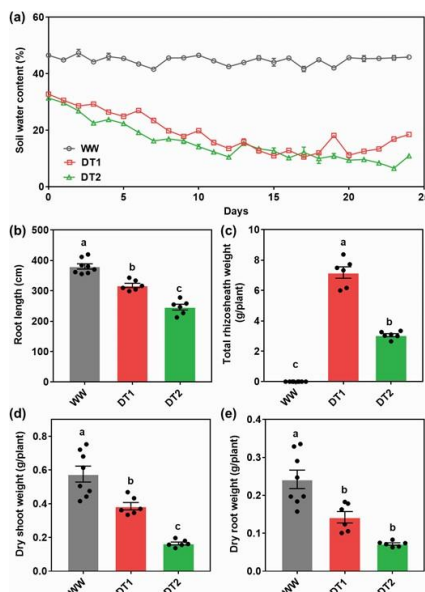 (a)
60
40
20
0
Soil water content (%)
WW
DT1
DT2
0 5 10 15 20 25
Days
(b)
500
400
300
200
100
0
Root length (cm)
a
b
c
WW DT1 DT2
(c)
10
8
6
4
2
0
Total rhizosheath weight
(g/plant)
c
a
b
WW DT1 DT2
(d)
0.8
0.6
0.4
0.2
0.0
Dry shoot weight (g/plant)
a
b
c
WW DT1 DT2
(e)
0.4
0.3
0.2
0.1
0.0
Dry root weight (g/plant)
a
b
b
WW DT1 DT2